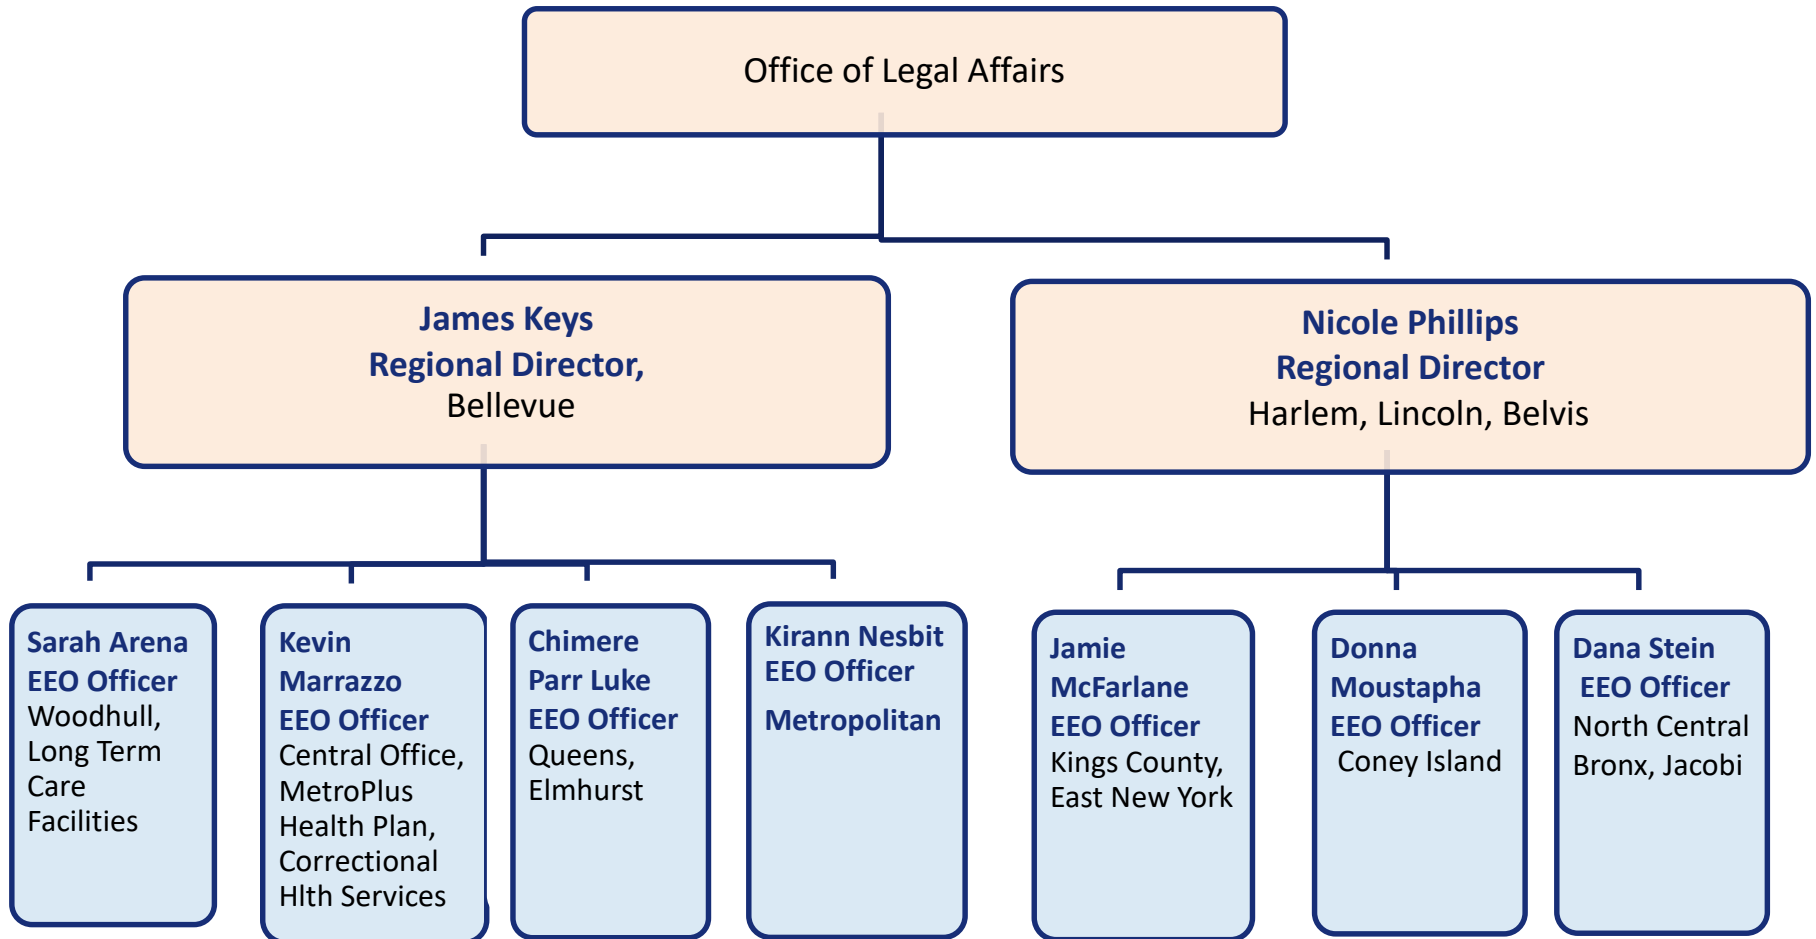 Office of Legal Affairs
James Keys
Regional Director,
Bellevue
Nicole Phillips
Regional Director
Harlem, Lincoln, Belvis
Sarah Arena
EEO Officer
Woodhull,
Long Term
Care
Facilities
Kevin
Marrazzo
EEO Officer
Central Office,
MetroPlus
Health Plan,
Correctional
Hlth Services
Chimere
Parr Luke
EEO Officer
Queens,
Elmhurst
Kirann Nesbit
EEO Officer
Metropolitan
Jamie
McFarlane
EEO Officer
Kings County,
East New York
Donna
Moustapha
EEO Officer
Coney Island
Dana Stein
EEO Officer
North Central
Bronx, Jacobi